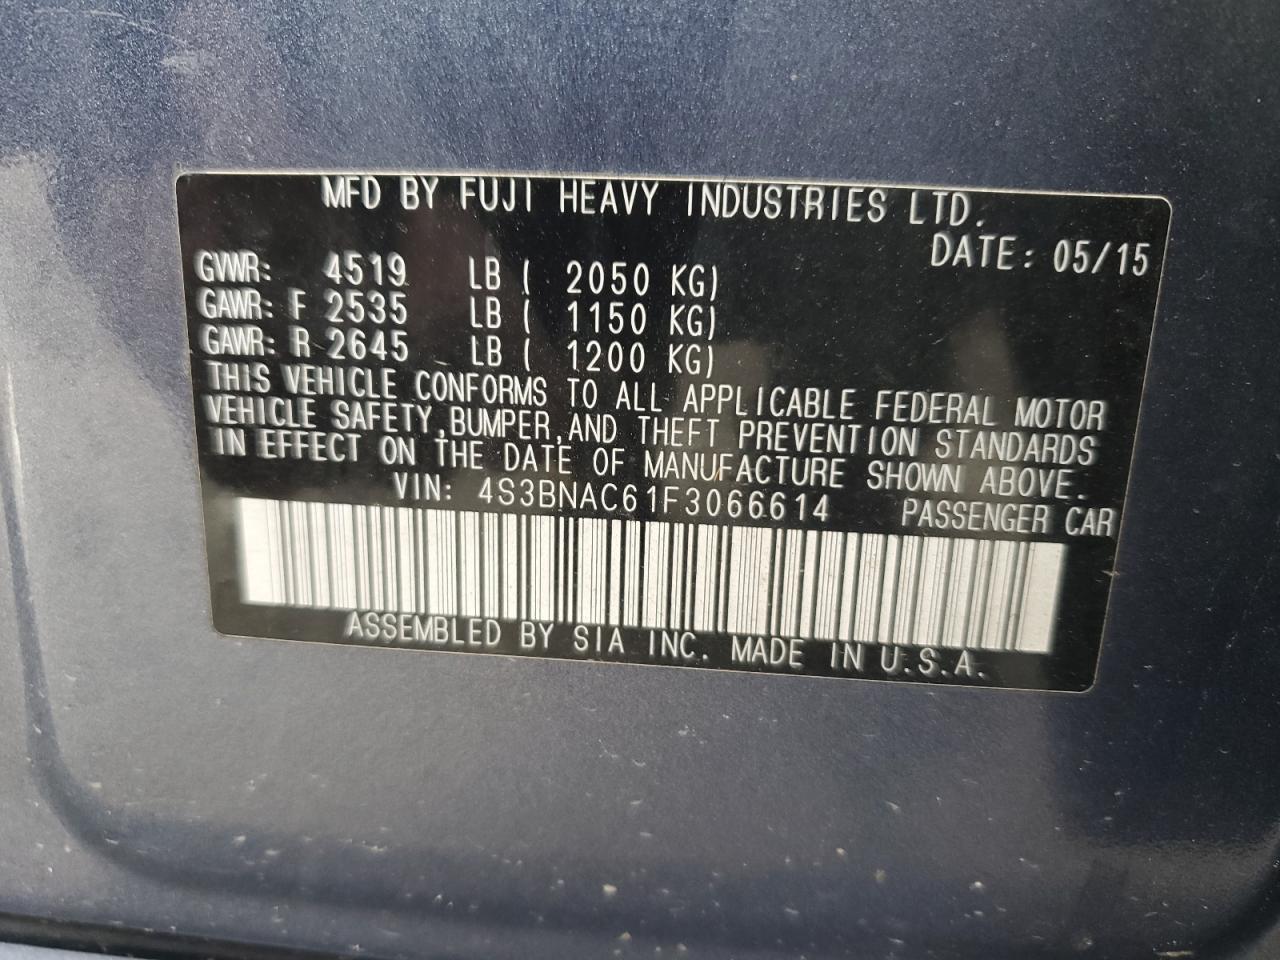 MFD BY FUJI HEAVY INDUSTRIES LTD.
DATE: 05/15
GVWR: 4519 LB ( 2050 KG)
GAWR: F 2535 LB ( 1150 KG)
GAWR: R 2645 LB ( 1200 KG)
THIS VEHICLE CONFORMS TO ALL APPLICABLE FEDERAL MOTOR
VEHICLE SAFETY, BUMPER, AND THEFT PREVENTION STANDARDS
IN EFFECT ON THE DATE OF MANUFACTURE SHOWN ABOVE.
VIN: 4S3BNAC61F3066614 PASSENGER CAR
ASSEMBLED BY SIA INC. MADE IN U.S.A.